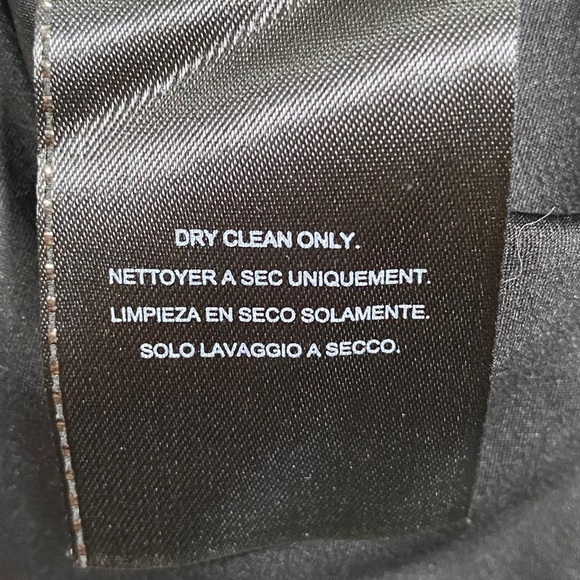 DRY CLEAN ONLY.
NETTOYER A SEC UNIQUEMENT.
LIMPIEZA EN SECO SOLAMENTE.
SOLO LAVAGGIO A SECCO.